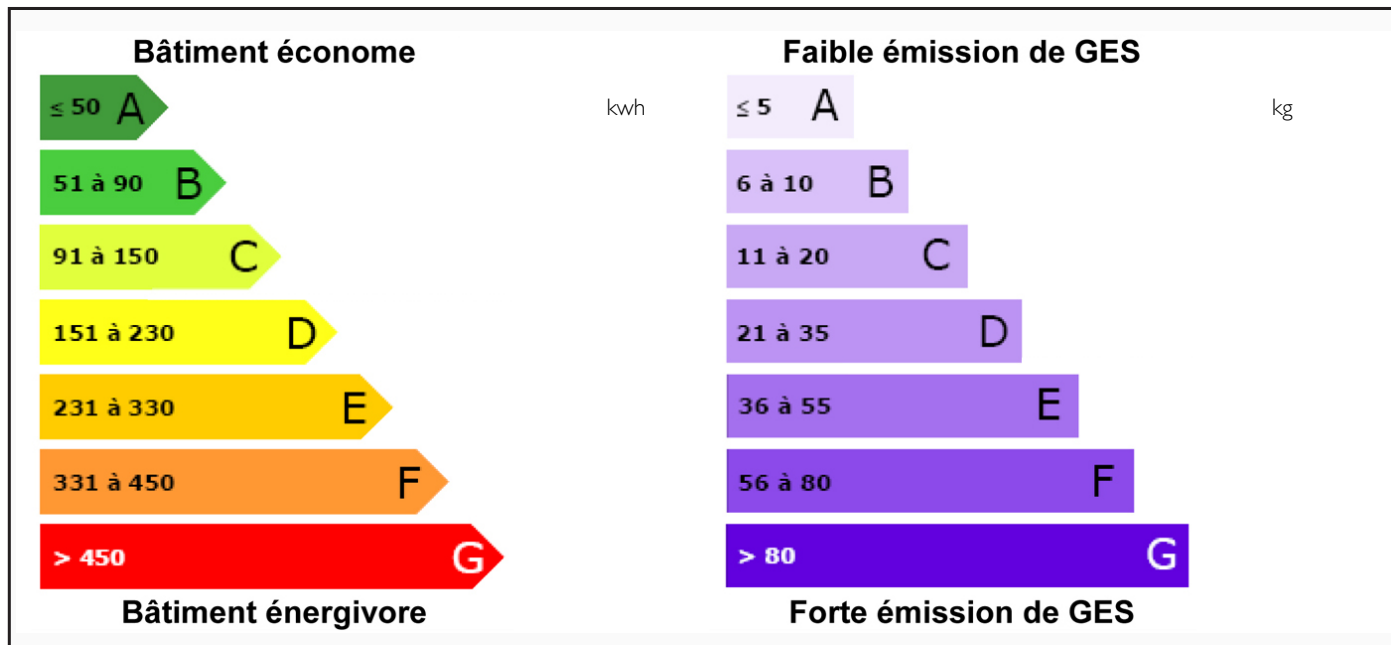 Bâtiment économe
≤ 50 A
kwh
51 à 90 B
91 à 150 C
151 à 230 D
231 à 330 E
331 à 450 F
> 450 G
Bâtiment énergivore
Faible émission de GES
≤ 5 A
kg
6 à 10 B
11 à 20 C
21 à 35 D
36 à 55 E
56 à 80 F
> 80 G
Forte émission de GES